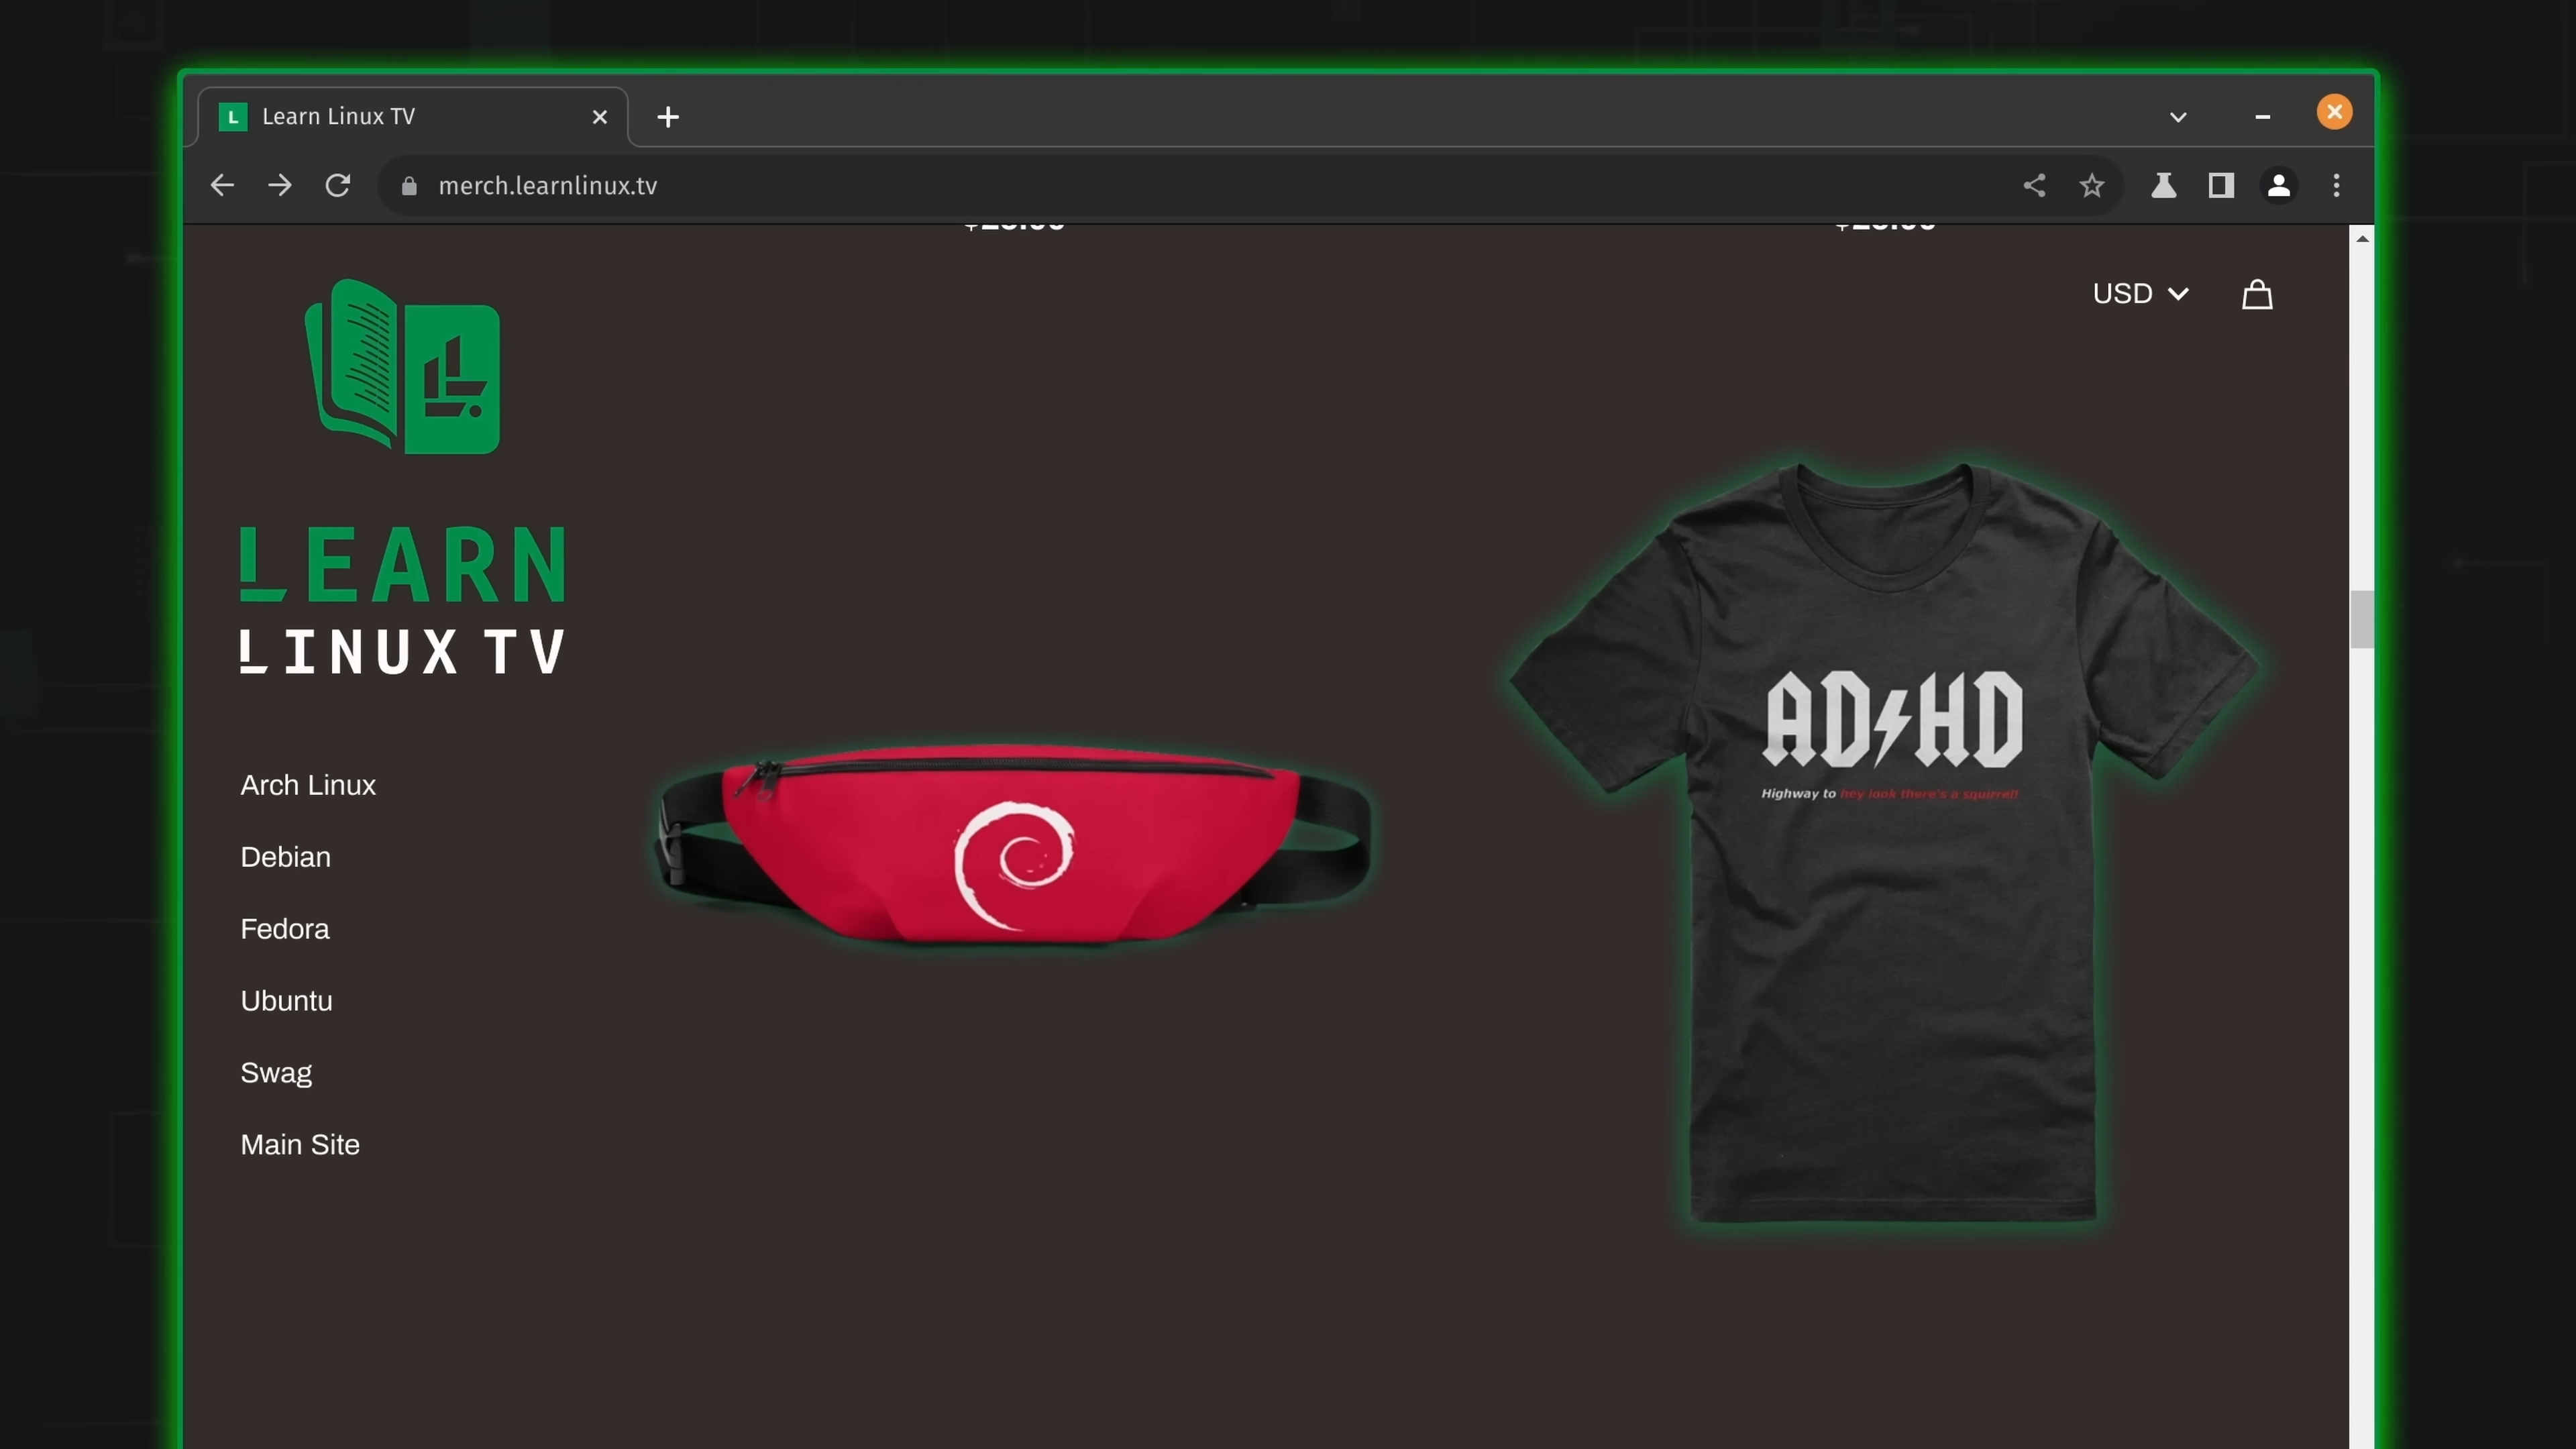 Learn Linux TV
merch.learnlinux.tv
USD
LEARN
LINUX TV
Arch Linux
Debian
Fedora
Ubuntu
Swag
Main Site
AD HD
Highway to hey look there's a squirrel!